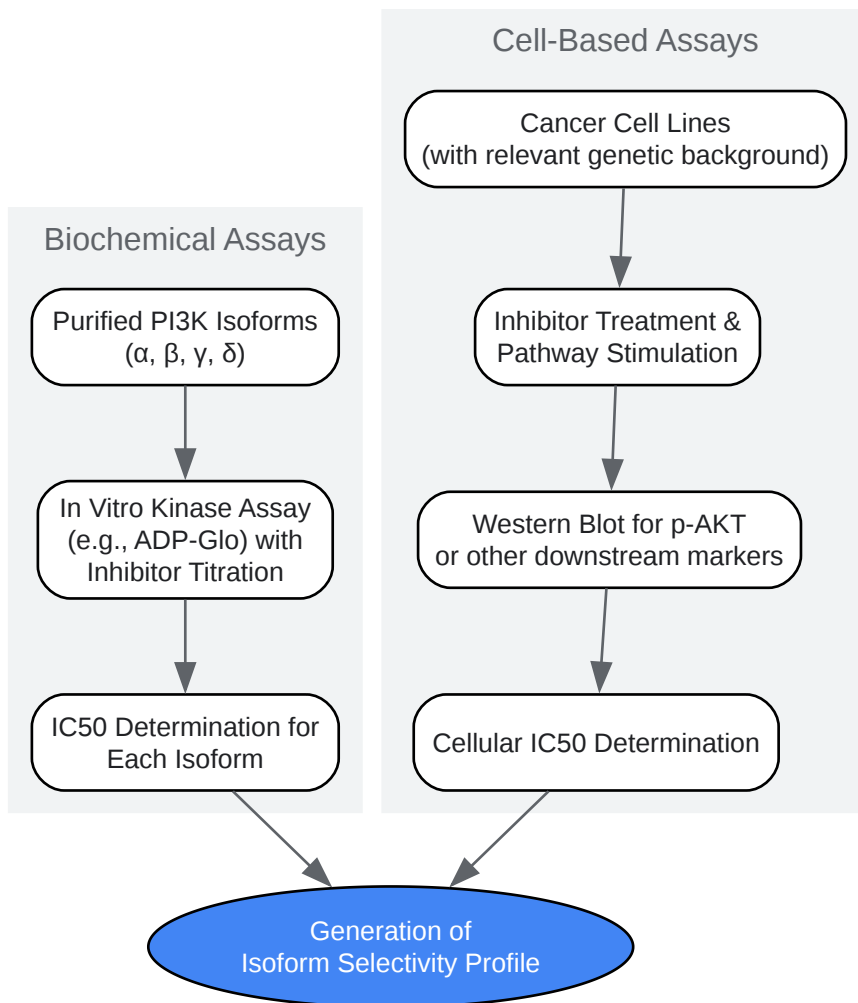 Cell-Based Assays
Cancer Cell Lines
(with relevant genetic background)
Inhibitor Treatment &
Pathway Stimulation
Western Blot for p-AKT
or other downstream markers
Cellular IC50 Determination
Biochemical Assays
Purified PI3K Isoforms
(α, β, γ, δ)
In Vitro Kinase Assay
(e.g., ADP-Glo) with
Inhibitor Titration
IC50 Determination for
Each Isoform
Generation of
Isoform Selectivity Profile